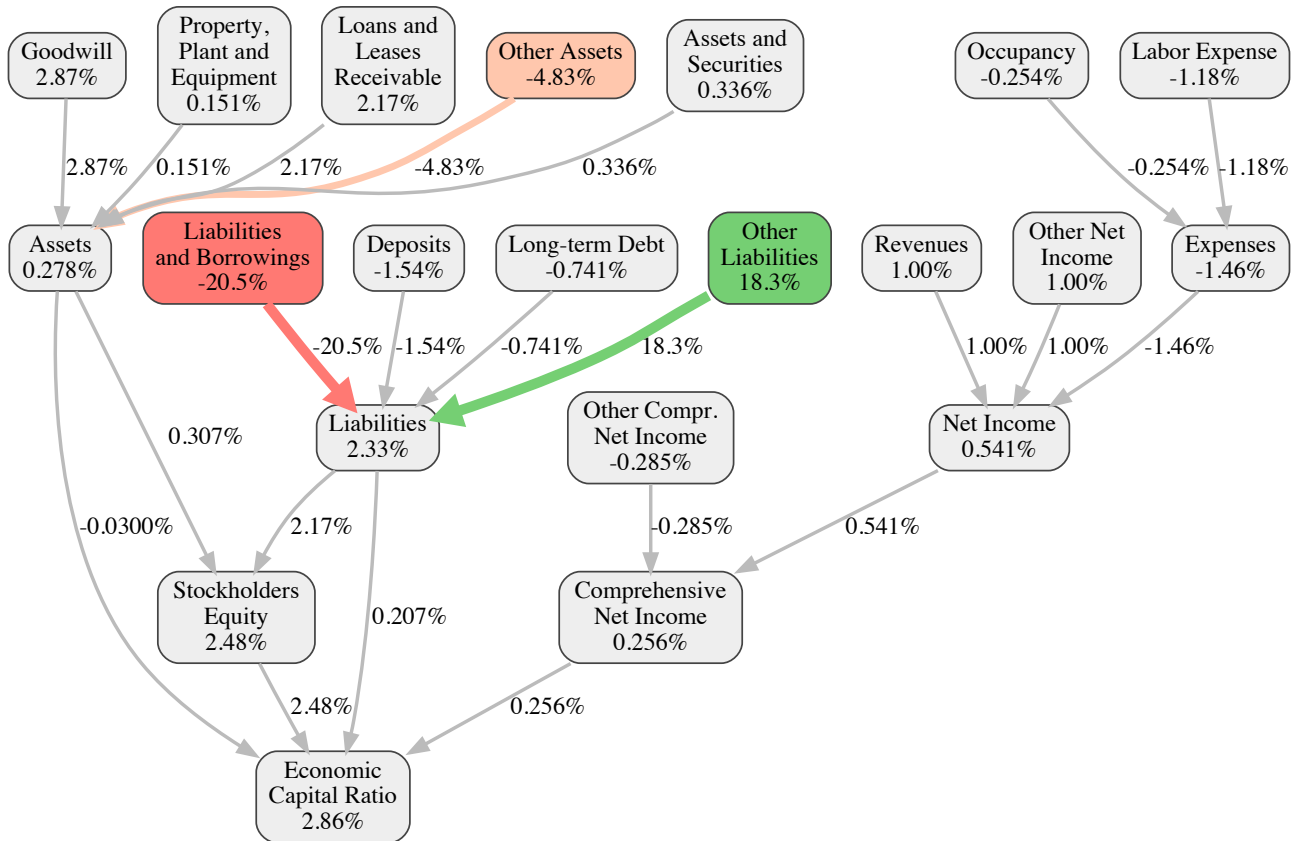 Goodwill
2.87%
Property,
Plant and
Equipment
0.151%
Loans and
Leases
Receivable
2.17%
Other Assets
-4.83%
Assets and
Securities
0.336%
Occupancy
-0.254%
Labor Expense
-1.18%
2.87%
0.151%
2.17%
-4.83%
0.336%
-0.254%
-1.18%
Assets
0.278%
Liabilities
and Borrowings
-20.5%
Deposits
-1.54%
Long-term Debt
-0.741%
Other
Liabilities
18.3%
Revenues
1.00%
Other Net
Income
1.00%
Expenses
-1.46%
-20.5%
-1.54%
-0.741%
18.3%
1.00%
1.00%
-1.46%
Liabilities
2.33%
Other Compr.
Net Income
-0.285%
Net Income
0.541%
0.307%
-0.0300%
2.17%
-0.285%
0.541%
Stockholders
Equity
2.48%
0.207%
Comprehensive
Net Income
0.256%
2.48%
0.256%
Economic
Capital Ratio
2.86%